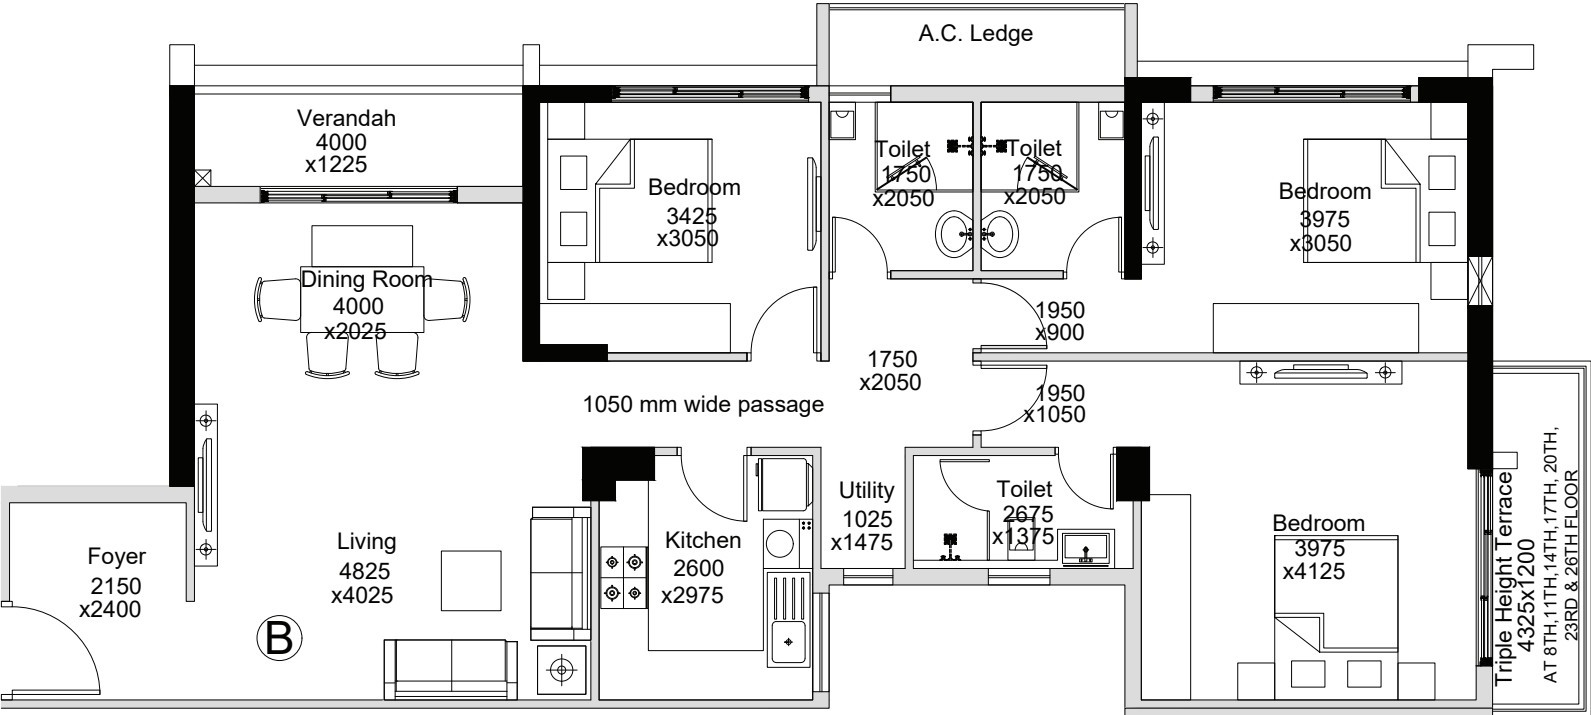 A.C. Ledge
Verandah
4000
x1225
Bedroom
3425
x3050
Toilet
1750
x2050
Toilet
1750
x2050
Bedroom
3975
x3050
Dining Room
4000
x2025
1950
x900
1750
x2050
1950
x1050
1050 mm wide passage
Foyer
2150
x2400
Living
4825
x4025
B
Kitchen
2600
x2975
Utility
1025
x1475
Toilet
2675
x1375
Bedroom
3975
x4125
Triple Height Terrace
4325x1200
AT 8TH,11TH,14TH,17TH, 20TH,
23RD & 26TH FLOOR